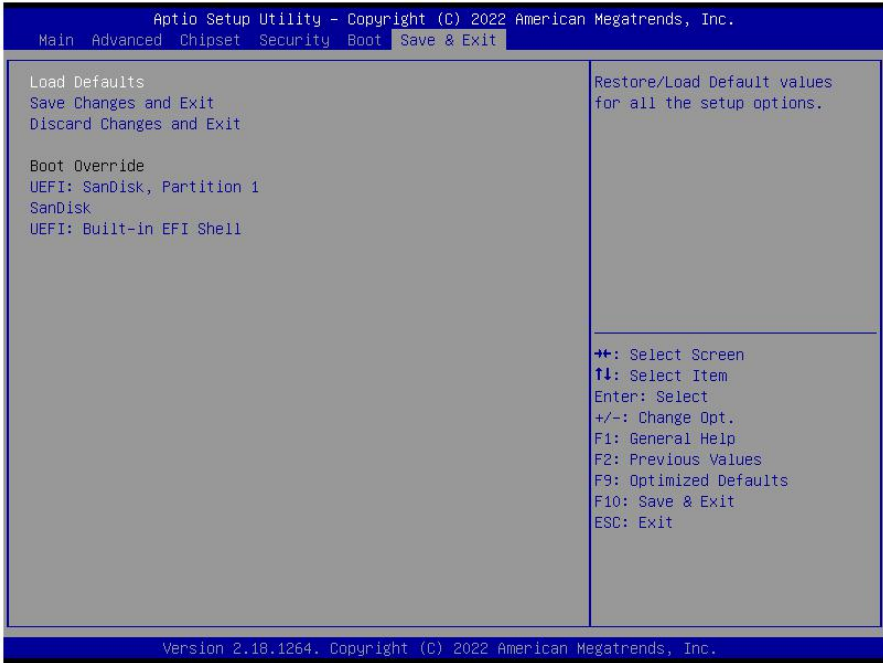 Aptio Setup Utility – Copyright (C) 2022 American Megatrends, Inc.
Main Advanced Chipset Security Boot Save & Exit
Load Defaults
Save Changes and Exit
Discard Changes and Exit
Boot Override
UEFI: SanDisk, Partition 1
SanDisk
UEFI: Built-in EFI Shell
Restore/Load Default values
for all the setup options.
→←: Select Screen
↑↓: Select Item
Enter: Select
+/-: Change Opt.
F1: General Help
F2: Previous Values
F9: Optimized Defaults
F10: Save & Exit
ESC: Exit
Version 2.18.1264. Copyright (C) 2022 American Megatrends, Inc.